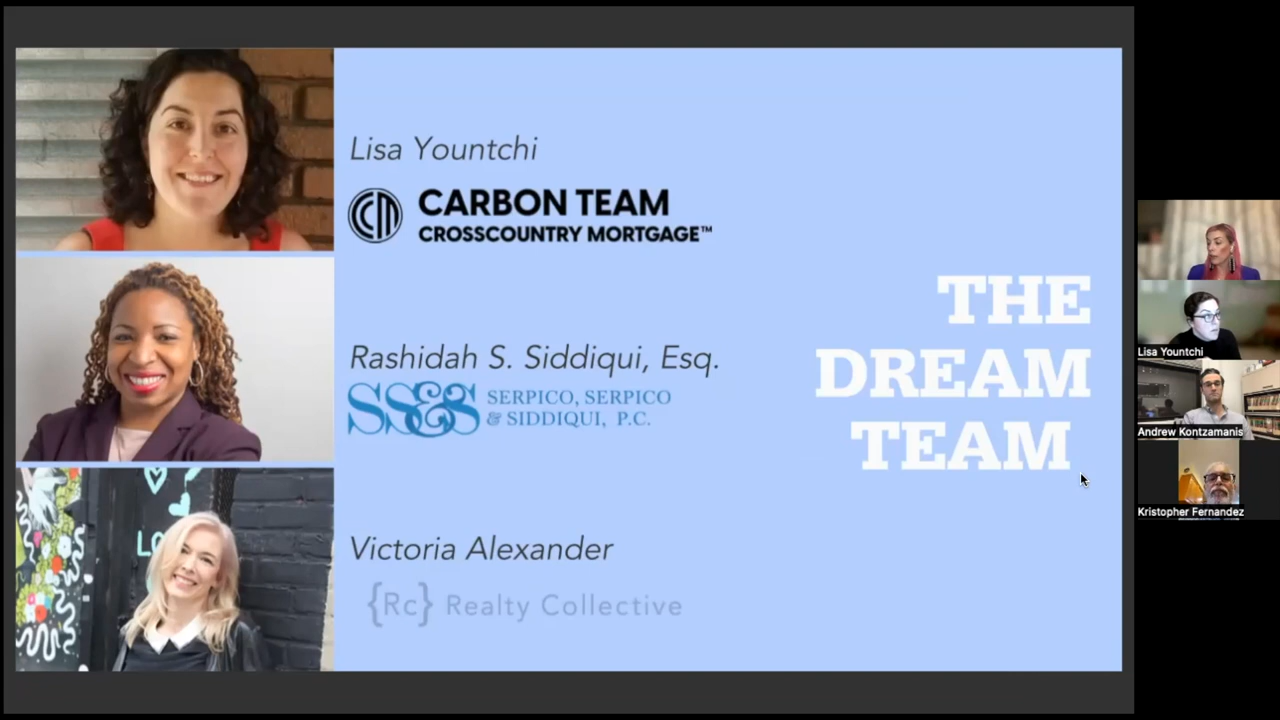 Lisa Yountchi
CARBON TEAM
CROSSCOUNTRY MORTGAGE™
Rashidah S. Siddiqui, Esq.
SS&S
SERPICO, SERPICO
& SIDDIQUI, P.C.
Victoria Alexander
{Rc} Realty Collective
THE
DREAM
TEAM
Lisa Yountchi
Andrew Kontzamanis
Kristopher Fernandez